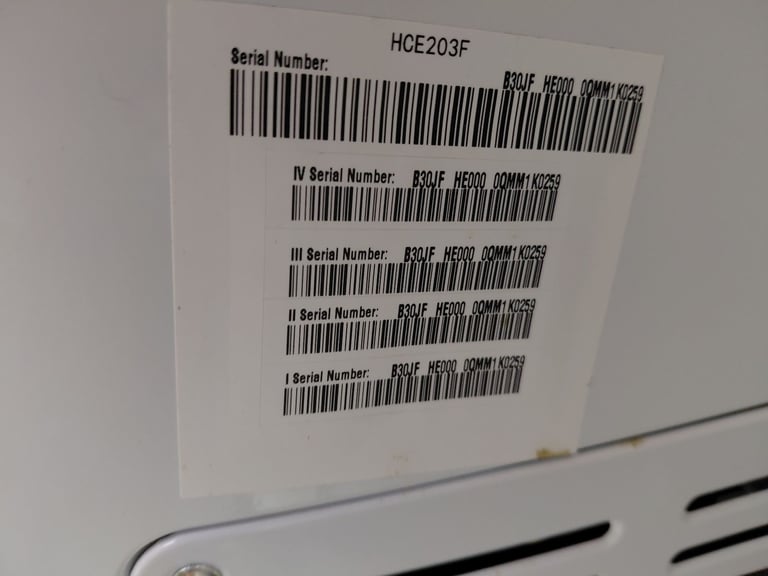 HCE203F
Serial Number:
B30JF HE000 0QMM1K0259
IV Serial Number: B30JF HE000 0QMM1K0259
III Serial Number: B30JF HE000 0QMM1K0259
II Serial Number: B30JF HE000 0QMM1K0259
I Serial Number: B30JF HE000 0QMM1K0259